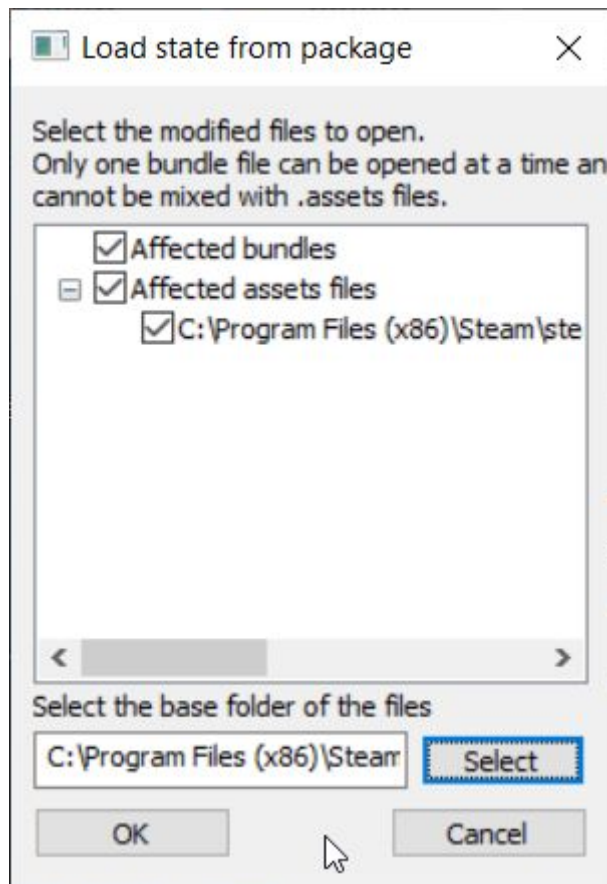 Load state from package
Select the modified files to open.
Only one bundle file can be opened at a time an
cannot be mixed with .assets files.
Affected bundles
Affected assets files
C:\Program Files (x86)\Steam\ste
Select the base folder of the files
C:\Program Files (x86)\Steam
Select
OK
Cancel